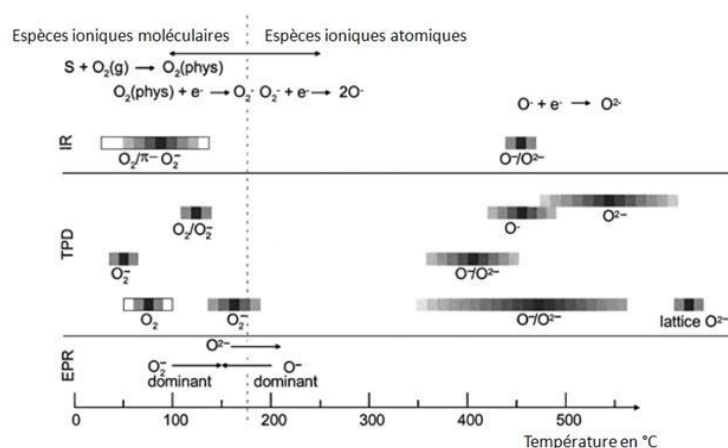 Espèces ioniques moléculaires
Espèces ioniques atomiques
S + O₂(g) → O₂(phys)
O₂(phys) + e⁻ → O₂⁻ O₂⁻ + e⁻ → 2O⁻
O⁻ + e⁻ → O²⁻
IR
O₂/π– O₂⁻
O⁻/O²⁻
TPD
O₂/O₂⁻
O⁻
O²⁻
O₂⁻
O⁻/O²⁻
O₂
O₂⁻
O⁻/O²⁻
lattice O²⁻
EPR
O²⁻
O₂⁻ dominant
O⁻ dominant
0 100 200 300 400 500
Température en °C